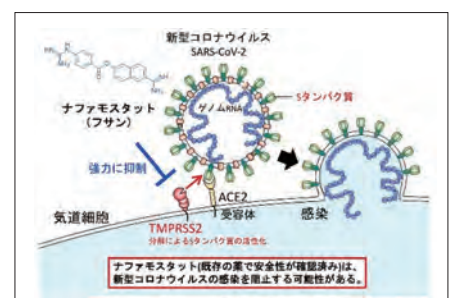 新型コロナウイルス
SARS-CoV-2
ナファモスタット
(フサン)
ゲノムRNA
Sタンパク質
強力に抑制
ACE2
受容体
気道細胞
TMPRSS2
分解によるSタンパク質の活性化
感染
ナファモスタット(既存の薬で安全性が確認済み)は、
新型コロナウイルスの感染を阻止する可能性がある。